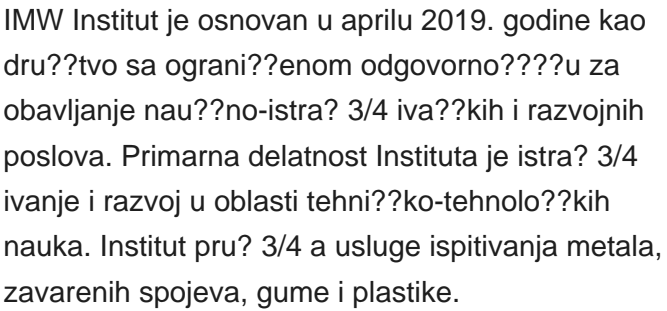 IMW Institut je osnovan u aprilu 2019. godine kao
dru??tvo sa ograni??enom odgovorno????u za
obavljanje nau??no-istra? 3/4 iva??kih i razvojnih
poslova. Primarna delatnost Instituta je istra? 3/4
ivanje i razvoj u oblasti tehni??ko-tehnolo??kih
nauka. Institut pru? 3/4 a usluge ispitivanja metala,
zavarenih spojeva, gume i plastike.